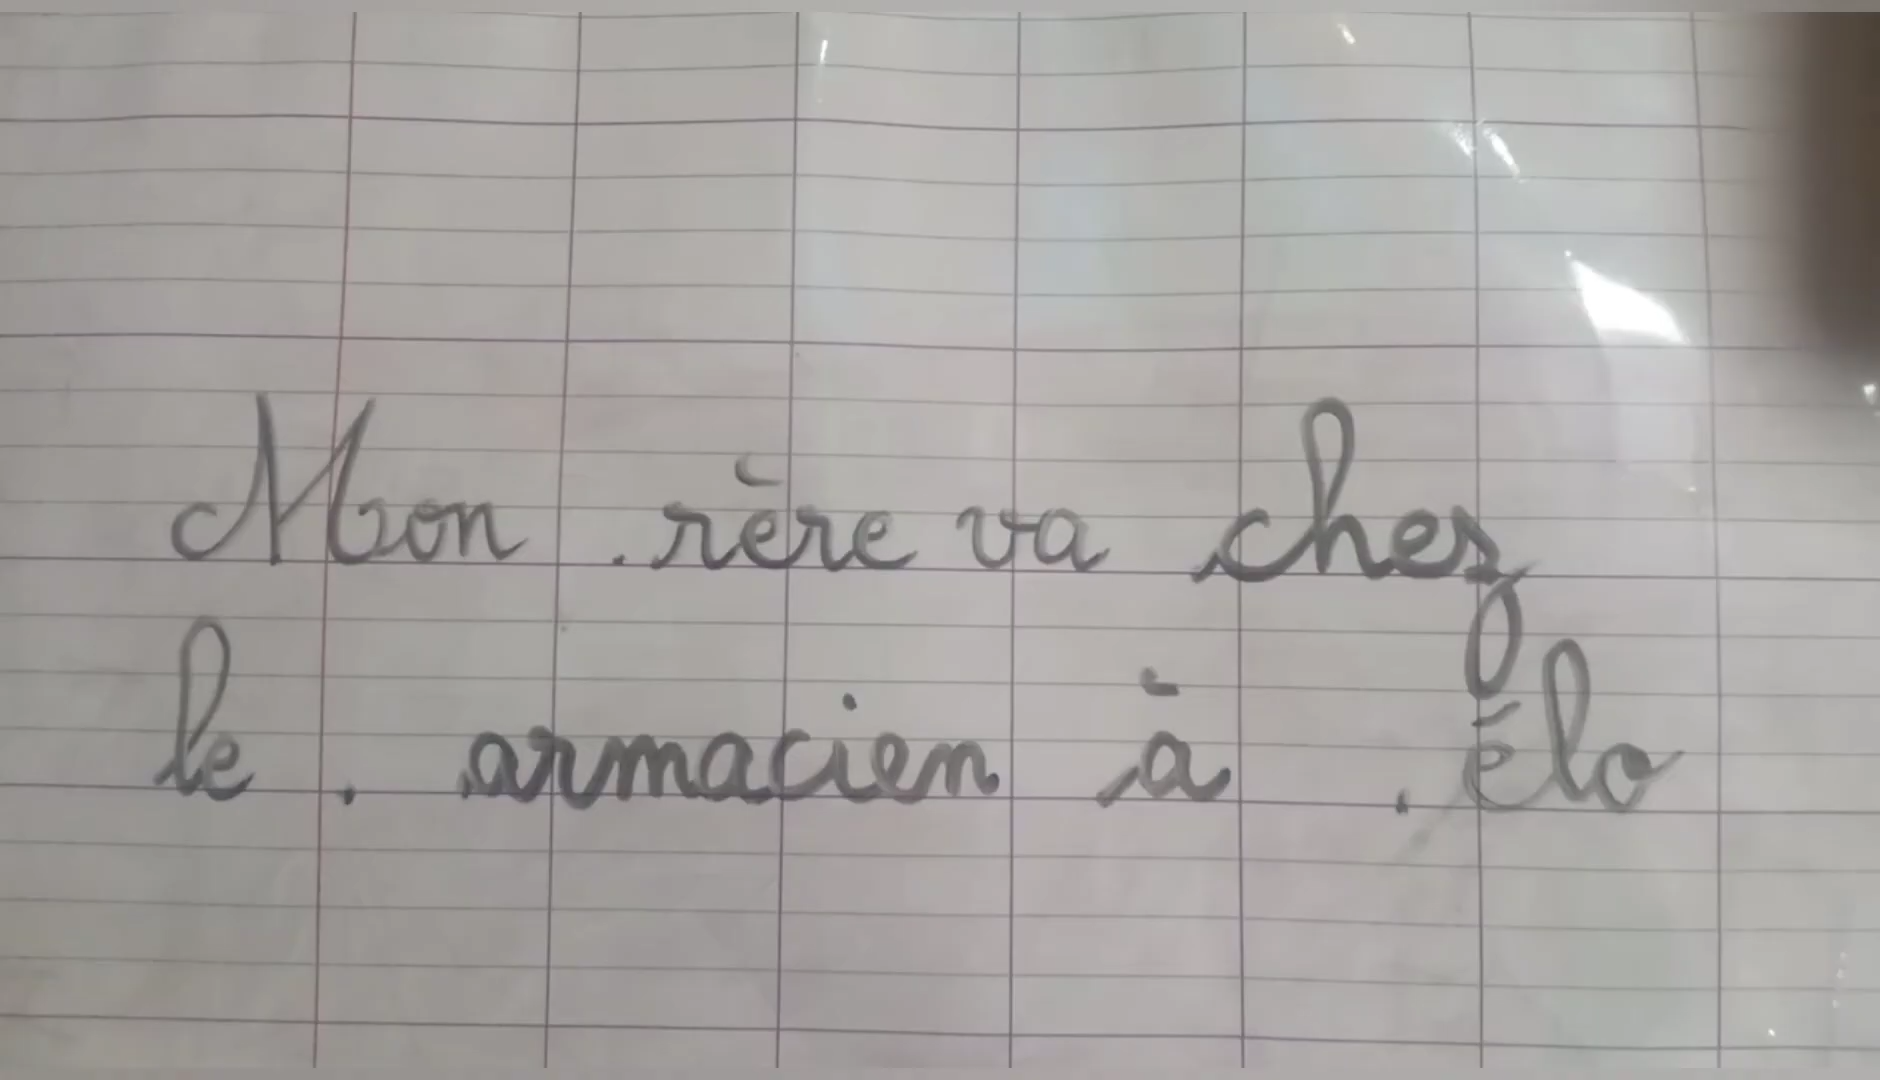 Mon .rère va chez
le . armacien à . élo